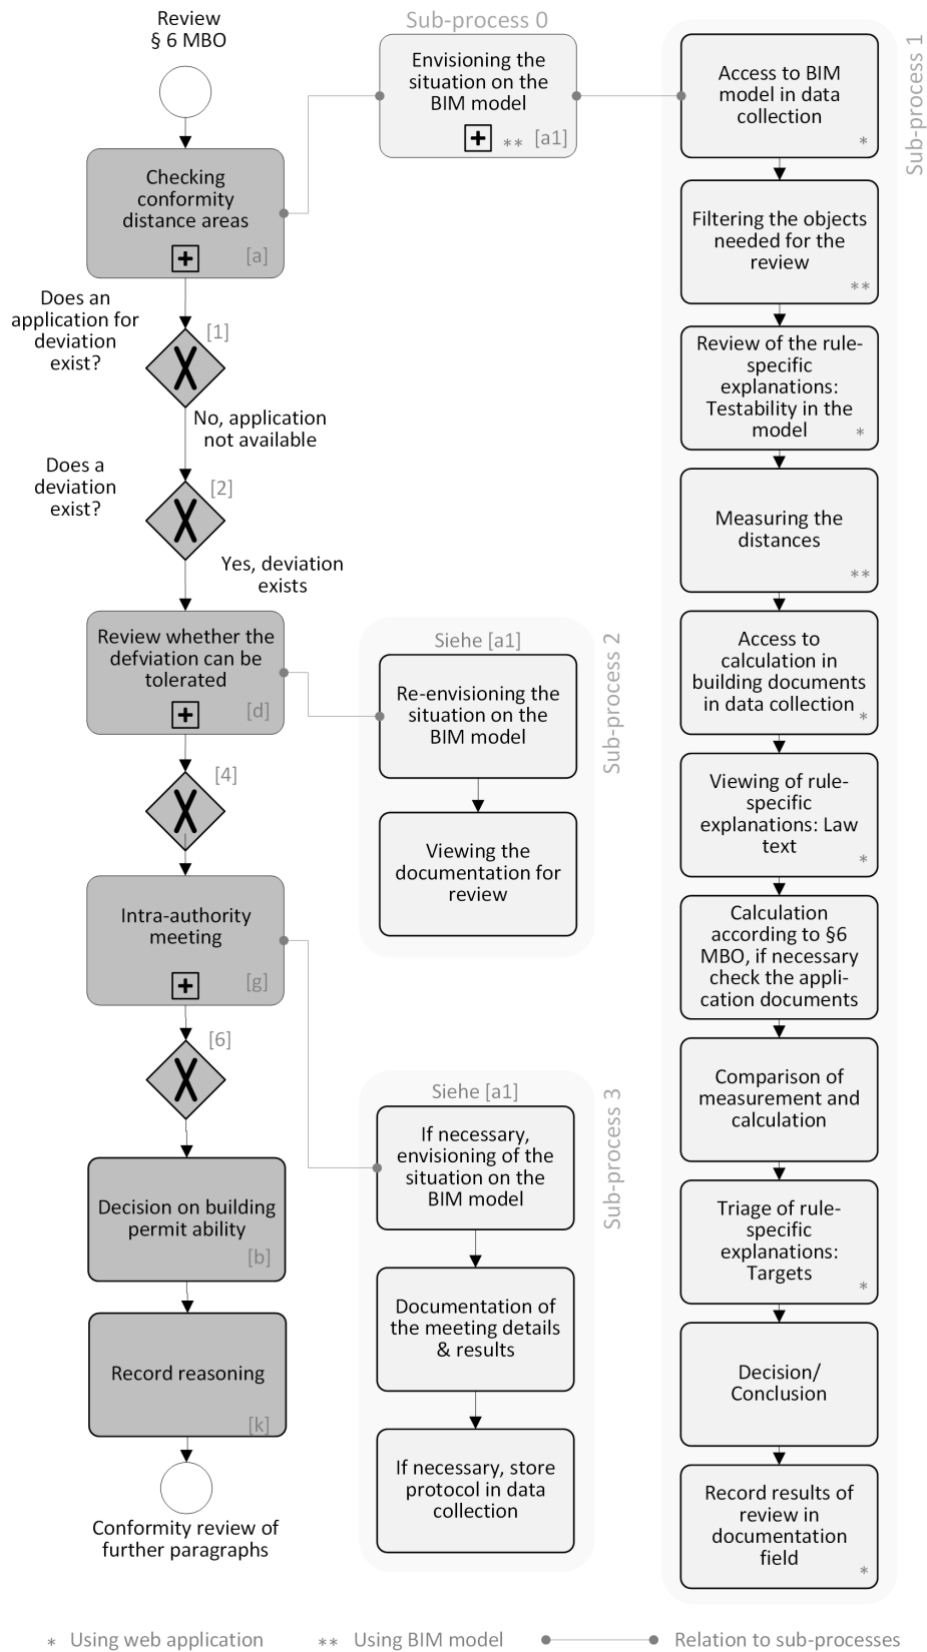 Review
§ 6 MBO
Checking
conformity
distance areas
[a]
Does an
application for
deviation
exist?
[1]
No, application
not available
Does a
deviation
exist?
[2]
Yes, deviation
exists
Review whether the
defviation can be
tolerated
[d]
[4]
Intra-authority
meeting
[g]
[6]
Decision on building
permit ability
[b]
Record reasoning
[k]
Conformity review of
further paragraphs
Sub-process 0
Envisioning the
situation on the
BIM model
** [a1]
Sub-process 2
Siehe [a1]
Re-envisioning the
situation on the
BIM model
Viewing the
documentation for
review
Sub-process 3
Siehe [a1]
If necessary,
envisioning of the
situation on the
BIM model
Documentation of
the meeting details
& results
If necessary, store
protocol in data
collection
Sub-process 1
Access to BIM
model in data
collection
*
Filtering the objects
needed for the
review
**
Review of the rule-
specific
explanations:
Testability in the
model *
Measuring the
distances
**
Access to
calculation in
building documents
in data collection
*
Viewing of rule-
specific
explanations: Law
text
*
Calculation
according to §6
MBO, if necessary
check the appli-
cation documents
Comparison of
measurement and
calculation
Triage of rule-
specific
explanations:
Targets
*
Decision/
Conclusion
Record results of
review in
documentation
field
*
* Using web application
** Using BIM model
Relation to sub-processes